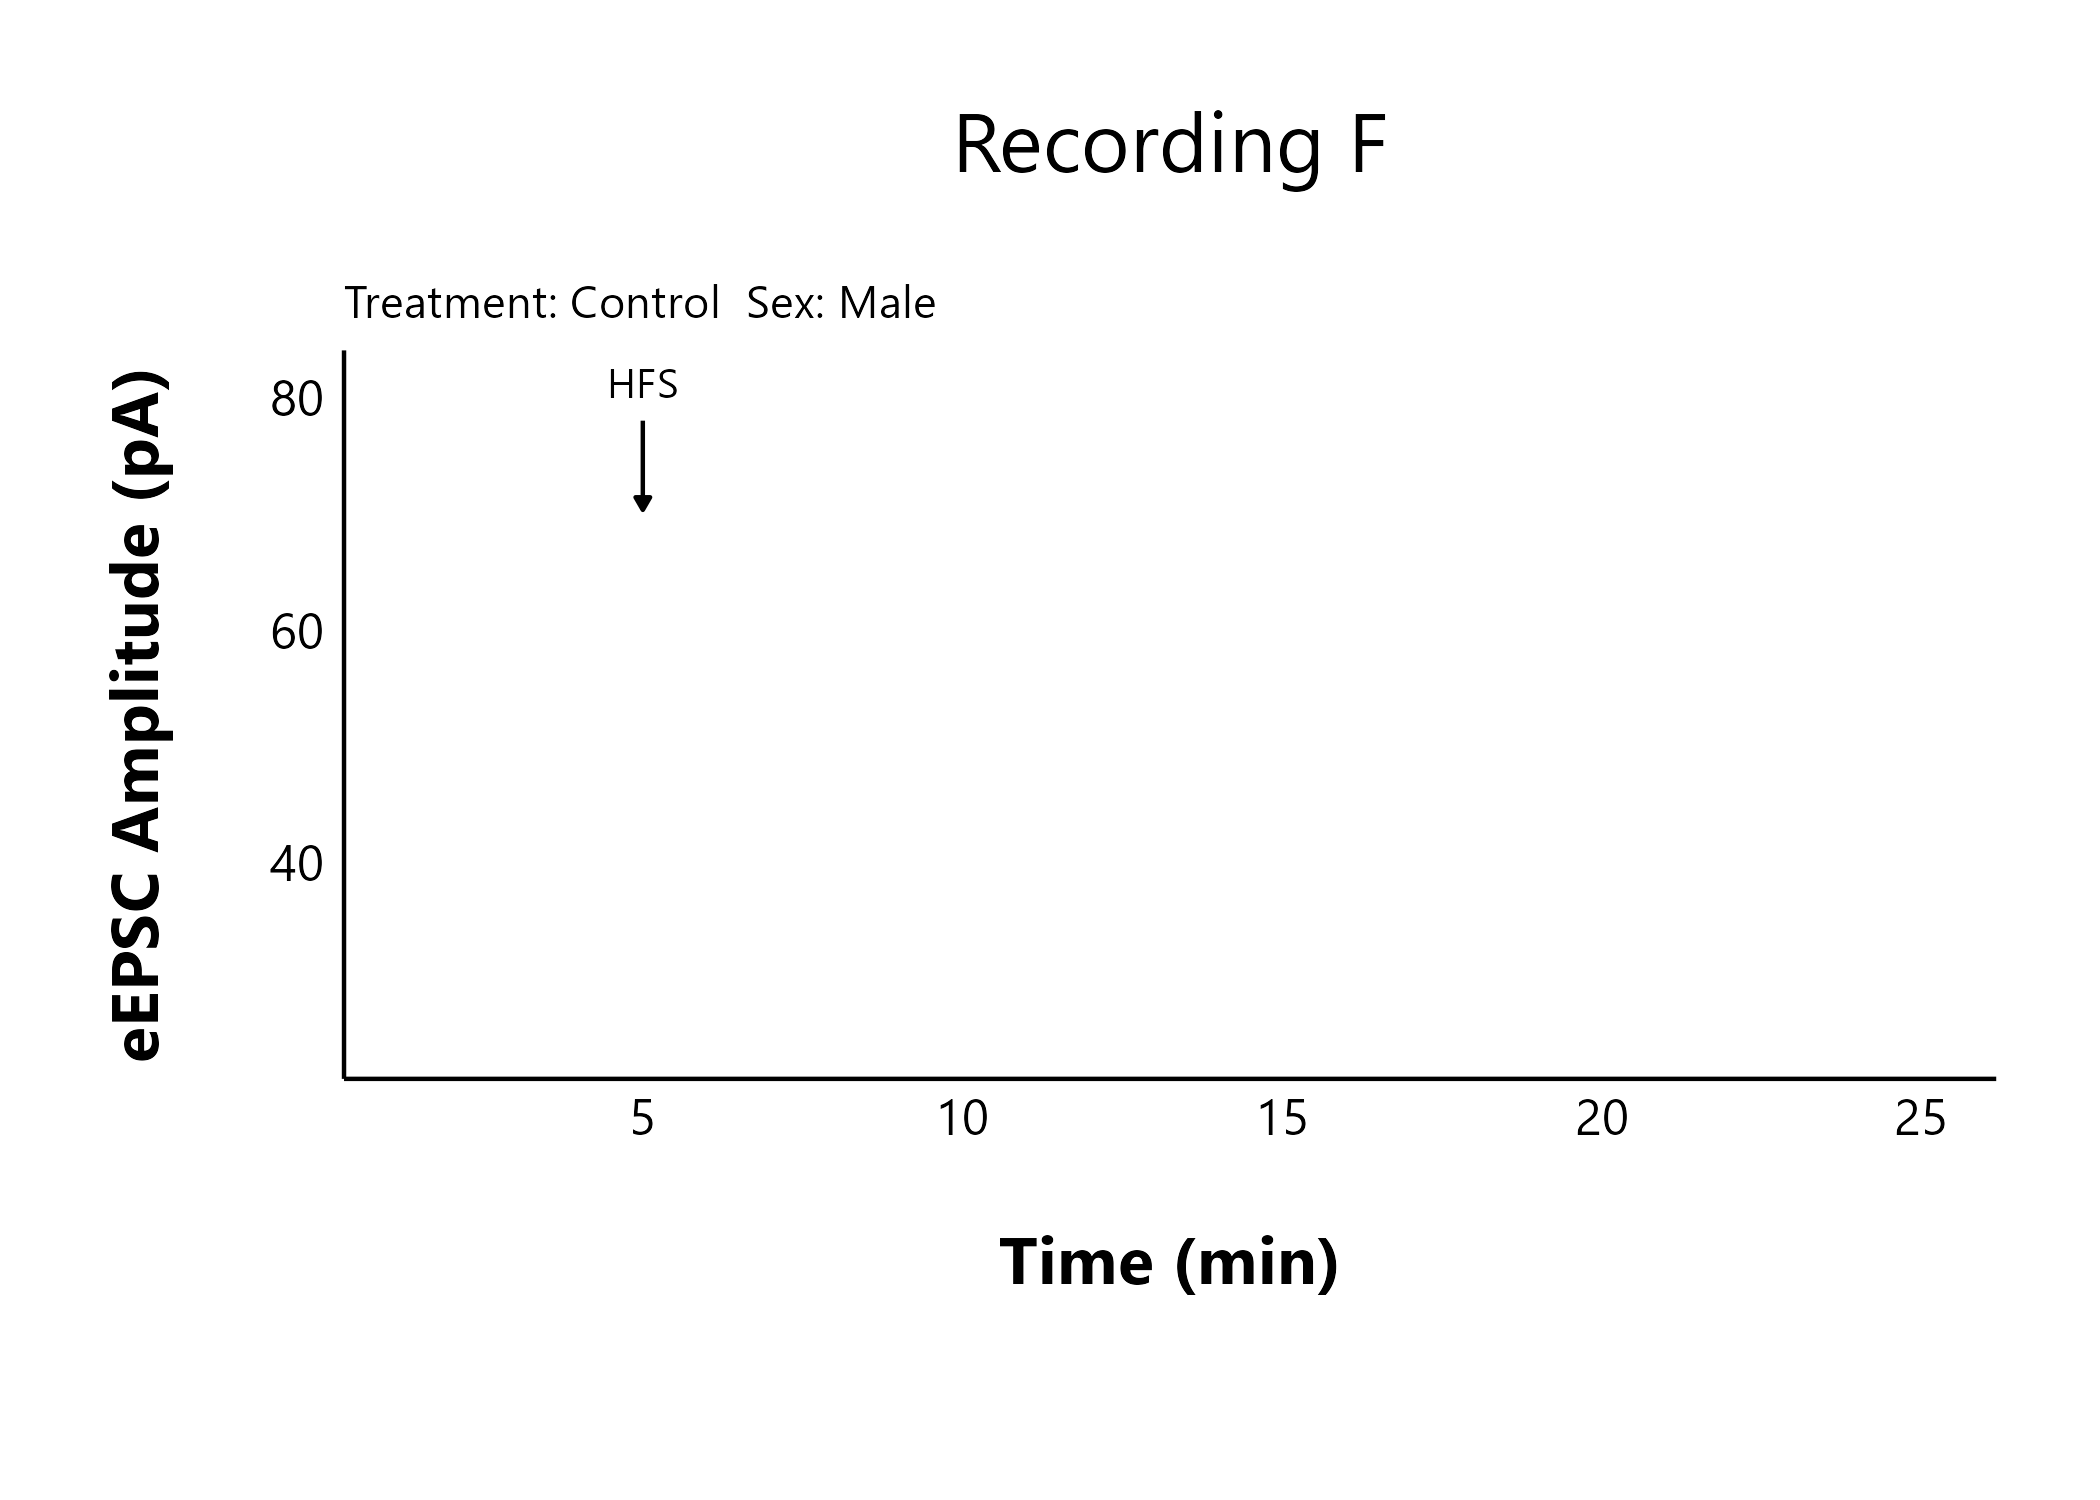 Recording F
Treatment: Control  Sex: Male
HFS
80
60
40
eEPSC Amplitude (pA)
5 10 15 20 25
Time (min)